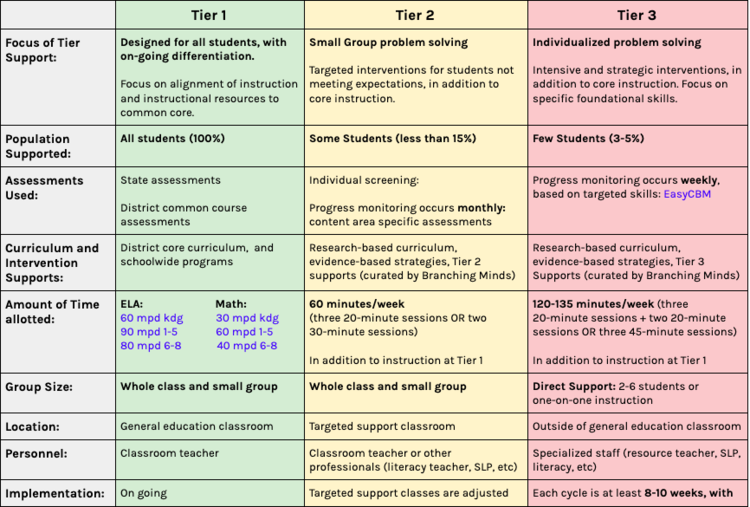 Tier 1
Tier 2
Tier 3
Focus of Tier
Support:
Designed for all students, with
on-going differentiation.
Focus on alignment of instruction
and instructional resources to
common core.
Small Group problem solving
Targeted interventions for students not
meeting expectations, in addition to
core instruction.
Individualized problem solving
Intensive and strategic interventions, in
addition to core instruction. Focus on
specific foundational skills.
Population
Supported:
All students (100%)
Some Students (less than 15%)
Few Students (3-5%)
Assessments
Used:
State assessments
District common course
assessments
Individual screening:
Progress monitoring occurs monthly:
content area specific assessments
Progress monitoring occurs weekly,
based on targeted skills: EasyCBM
Curriculum and
Intervention
Supports:
District core curriculum, and
schoolwide programs
Research-based curriculum,
evidence-based strategies, Tier 2
supports (curated by Branching Minds)
Research-based curriculum,
evidence-based strategies, Tier 3
Supports (curated by Branching Minds)
Amount of Time
allotted:
ELA:
60 mpd kdg
90 mpd 1-5
80 mpd 6-8
Math:
30 mpd kdg
60 mpd 1-5
40 mpd 6-8
60 minutes/week
(three 20-minute sessions OR two
30-minute sessions)
In addition to instruction at Tier 1
120-135 minutes/week (three
20-minute sessions + two 20-minute
sessions OR three 45-minute sessions)
In addition to instruction at Tier 1
Group Size:
Whole class and small group
Whole class and small group
Direct Support: 2-6 students or
one-on-one instruction
Location:
General education classroom
Targeted support classroom
Outside of general education classroom
Personnel:
Classroom teacher
Classroom teacher or other
professionals (literacy teacher, SLP, etc)
Specialized staff (resource teacher, SLP,
literacy, etc)
Implementation:
On going
Targeted support classes are adjusted
Each cycle is at least 8-10 weeks, with